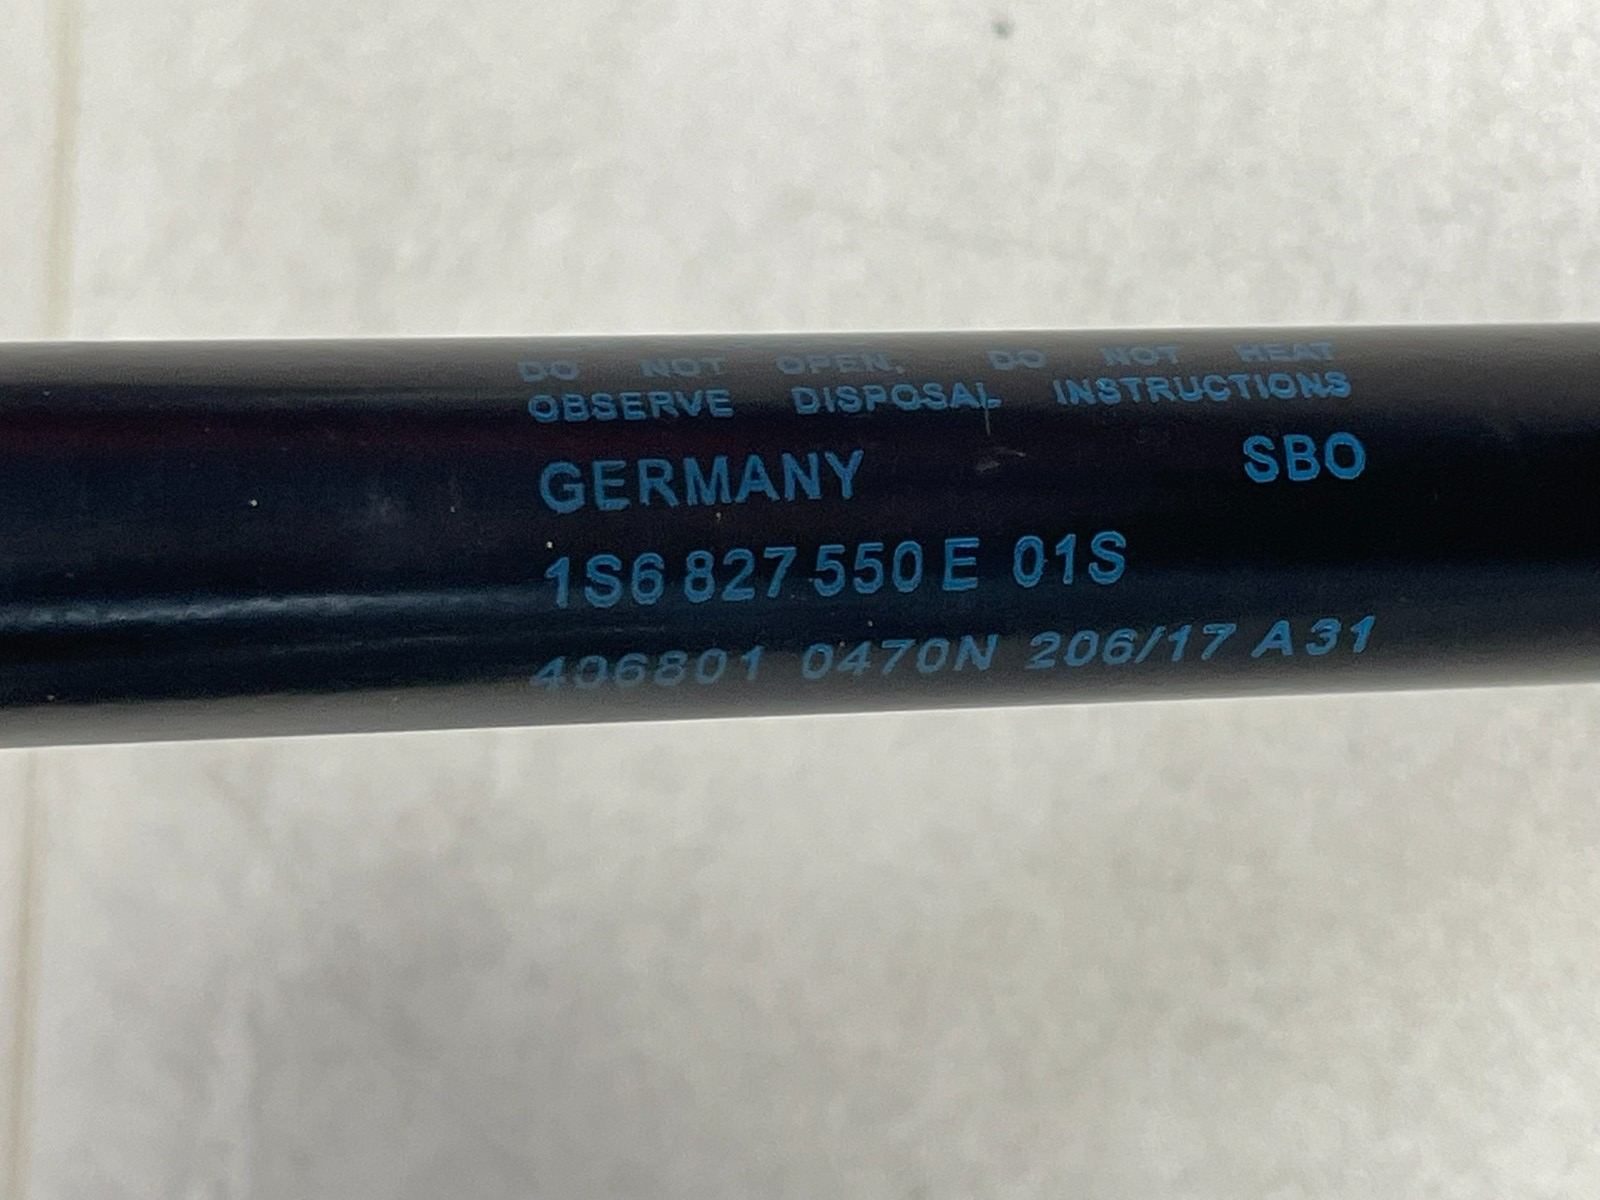 DO NOT OPEN. DO NOT HEAT
OBSERVE DISPOSAL INSTRUCTIONS
GERMANY SBO
1S6 827 550 E 01S
406801 0470N 206/17 A31